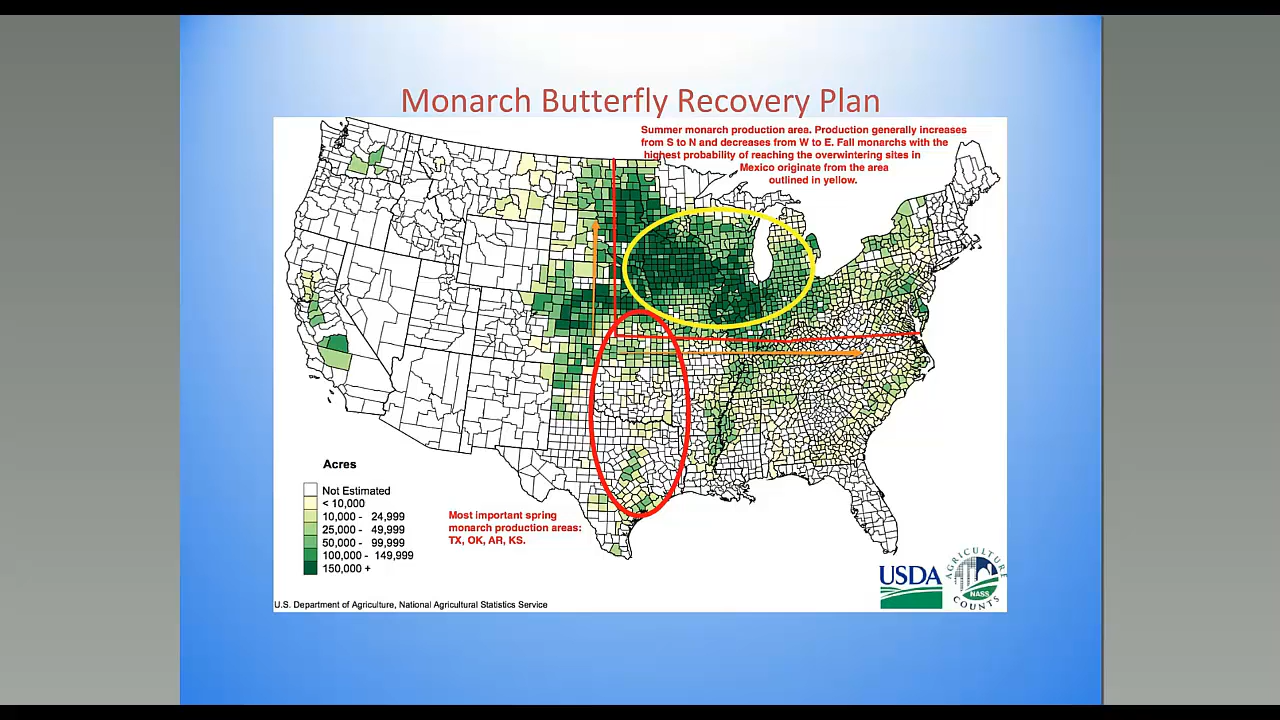 Monarch Butterfly Recovery Plan
Summer monarch production area. Production generally increases
from S to N and decreases from W to E. Fall monarchs with the
highest probability of reaching the overwintering sites in
Mexico originate from the area
outlined in yellow.
Acres
Not Estimated
< 10,000
10,000 - 24,999
25,000 - 49,999
50,000 - 99,999
100,000 - 149,999
150,000 +
Most important spring
monarch production areas:
TX, OK, AR, KS.
U.S. Department of Agriculture, National Agricultural Statistics Service
USDA
AGRICULTURE
NASS
COUNTS